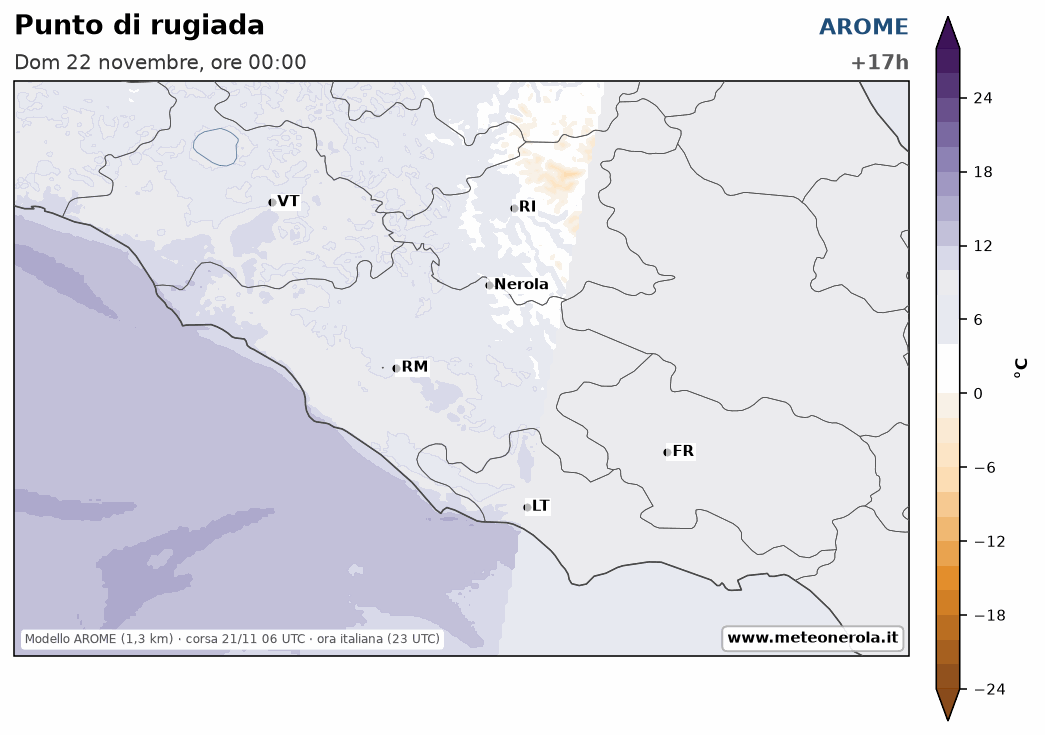 Punto di rugiada
AROME
Dom 22 novembre, ore 00:00
+17h
VT
RI
Nerola
RM
FR
LT
24
18
12
6
0
−6
−12
−18
−24
°C
Modello AROME (1,3 km) · corsa 21/11 06 UTC · ora italiana (23 UTC)
www.meteonerola.it